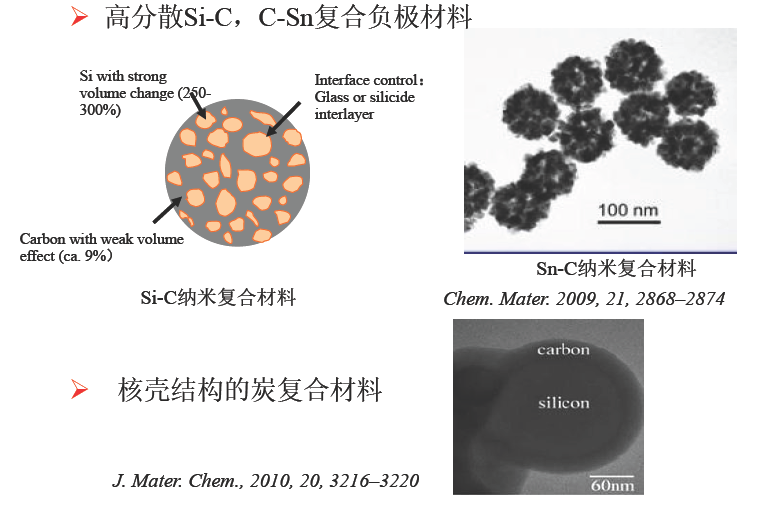 高分散Si-C，C-Sn复合负极材料
Si with strong
volume change (250-
300%)
Interface control：
Glass or silicide
interlayer
Carbon with weak volume
effect (ca. 9%）
Si-C纳米复合材料
100 nm
Sn-C纳米复合材料
Chem. Mater. 2009, 21, 2868–2874
核壳结构的炭复合材料
carbon
silicon
60nm
J. Mater. Chem., 2010, 20, 3216–3220